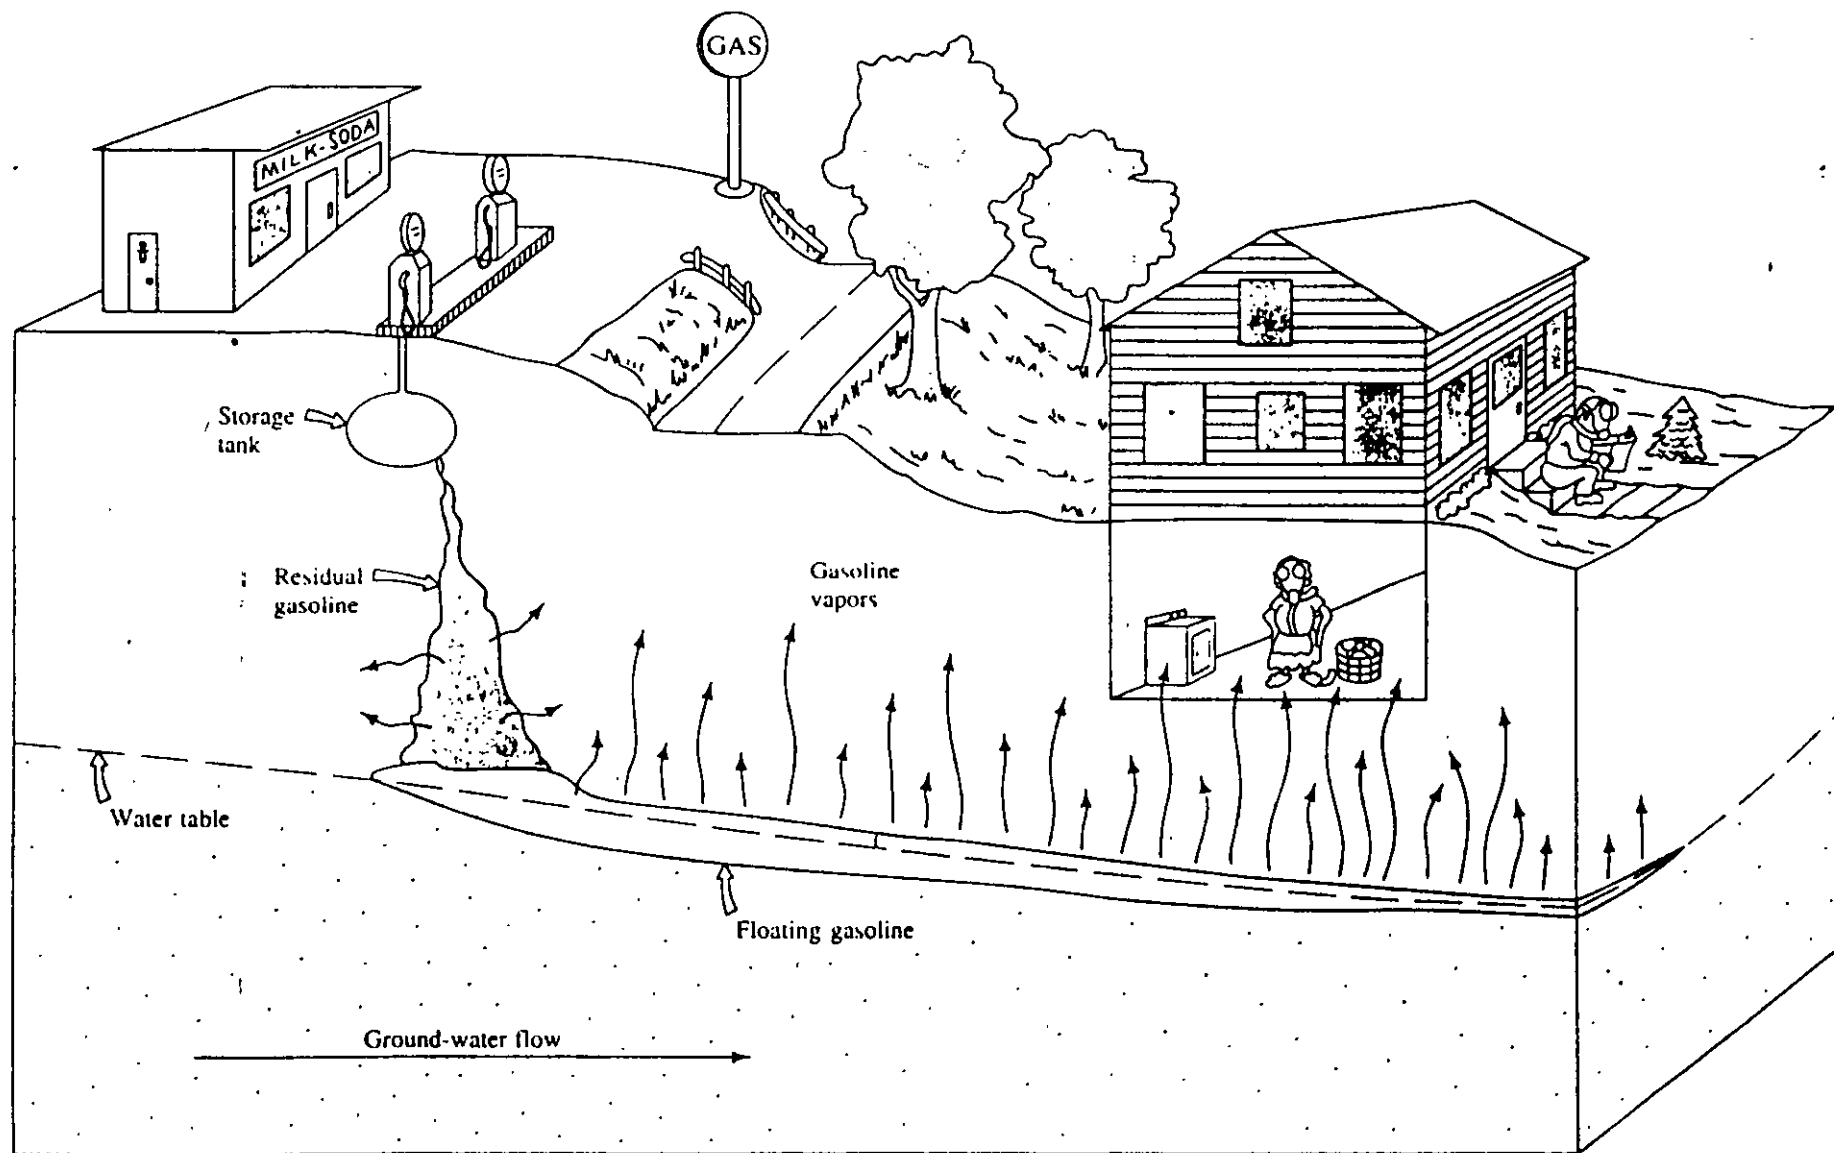 GAS
MILK-SODA
Storage
tank
Residual
gasoline
Gasoline
vapors
Water table
Floating gasoline
Ground-water flow